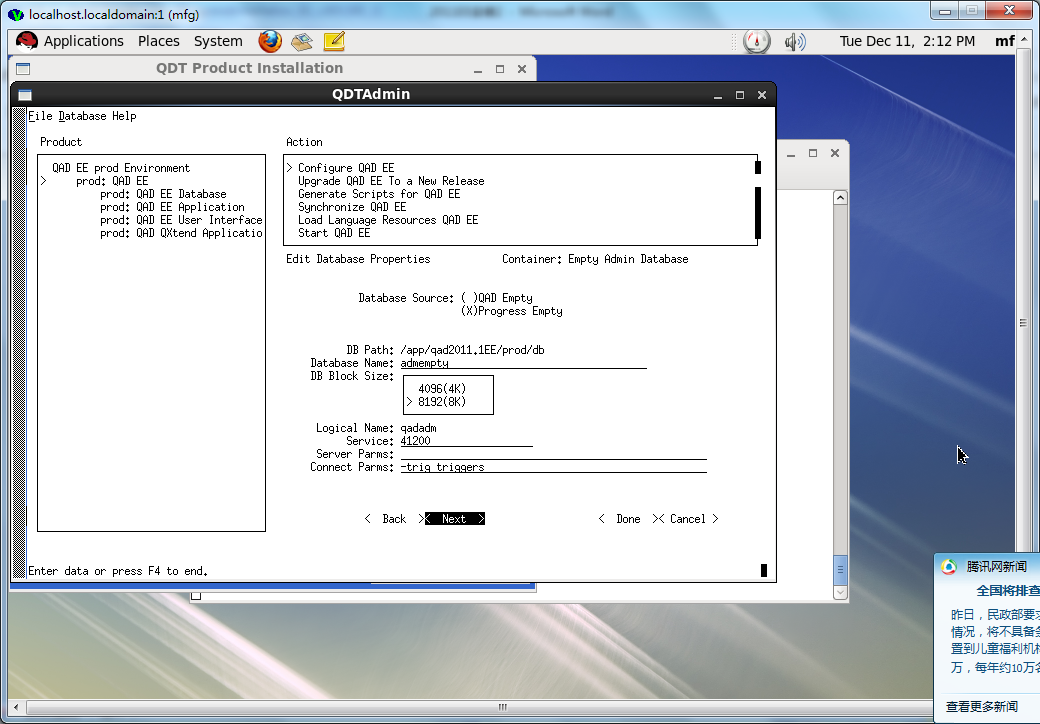 localhost.localdomain:1 (mfg)
Applications Places System Tue Dec 11, 2:12 PM mf
QDT Product Installation
QDTAdmin
File Database Help
Product
QAD EE prod Environment
> prod: QAD EE
prod: QAD EE Database
prod: QAD EE Application
prod: QAD EE User Interface
prod: QAD QXtend Applicatio
Action
> Configure QAD EE
Upgrade QAD EE To a New Release
Generate Scripts for QAD EE
Synchronize QAD EE
Load Language Resources QAD EE
Start QAD EE
Edit Database Properties Container: Empty Admin Database
Database Source: ( )QAD Empty
(X)Progress Empty
DB Path: /app/qad2011.1EE/prod/db
Database Name: admempty
DB Block Size:
4096(4K)
> 8192(8K)
Logical Name: qadadm
Service: 41200
Server Parms:
Connect Parms: -trig triggers
< Back >< Next > < Done >< Cancel >
Enter data or press F4 to end.
腾讯网新闻
全国将排查
昨日，民政部要求
情况，将不具备
置到儿童福利机
万，每年约10万
查看更多新闻